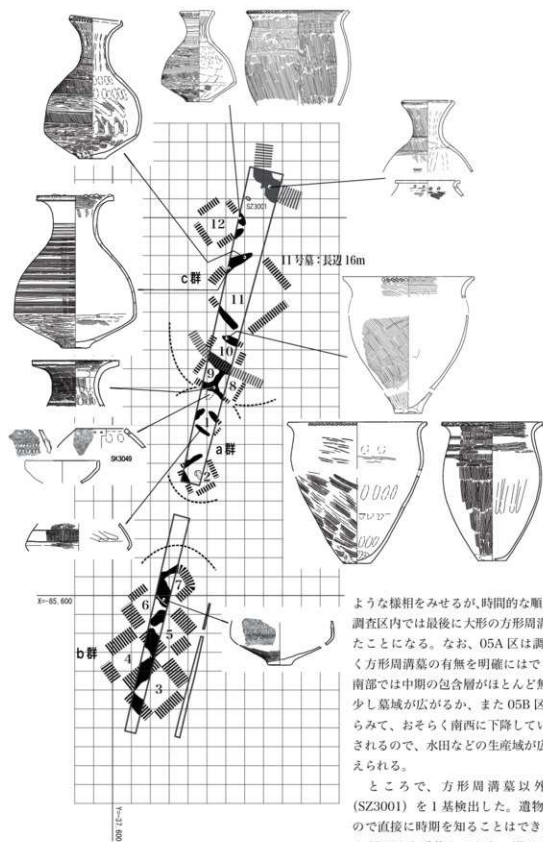 SZ3001
12
11号墓：長辺16m
c群
11
10
9
8
1
SK3049
a群
2
X=-85,600
7
6
5
b群
4
3
Y=-37,600
ような様相をみせるが、時間的な順
調査区内では最後に大形の方形周溝
たことになる。なお、05A区は調
く方形周溝墓の有無を明確にはで
南部では中期の包含層がほとんど無
少し墓域が広がるか、また05B区
らみて、おそらく南西に下降してい
されるので、水田などの生産域が広
えられる。
ところで、方形周溝墓以外
(SZ3001)を1基検出した。遺物
ので直接に時期を知ることはでき